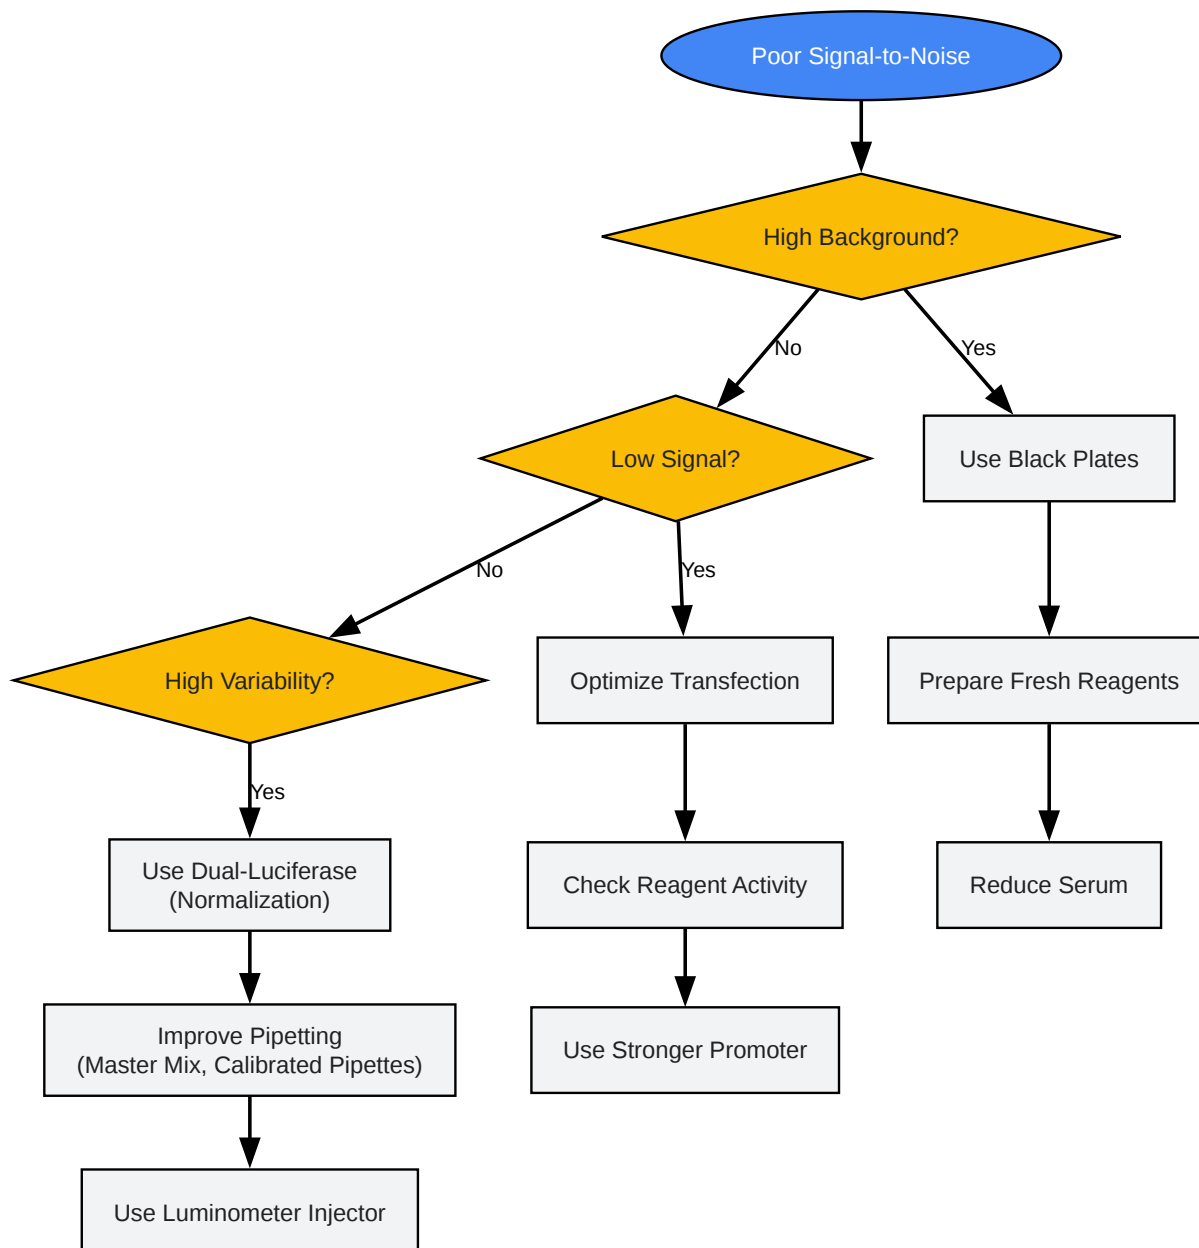 Poor Signal-to-Noise
High Background?
No
Yes
Low Signal?
Use Black Plates
No
Yes
High Variability?
Optimize Transfection
Prepare Fresh Reagents
Yes
Use Dual-Luciferase
(Normalization)
Check Reagent Activity
Reduce Serum
Improve Pipetting
(Master Mix, Calibrated Pipettes)
Use Stronger Promoter
Use Luminometer Injector